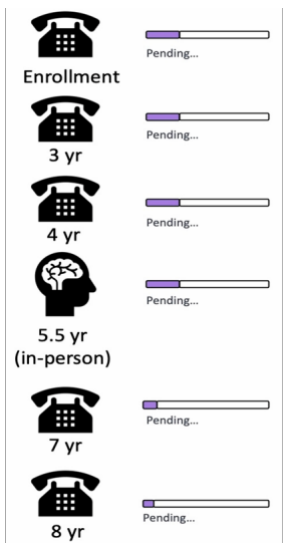 Enrollment
Pending...
3 yr
Pending...
4 yr
Pending...
5.5 yr
(in-person)
Pending...
7 yr
Pending...
8 yr
Pending...